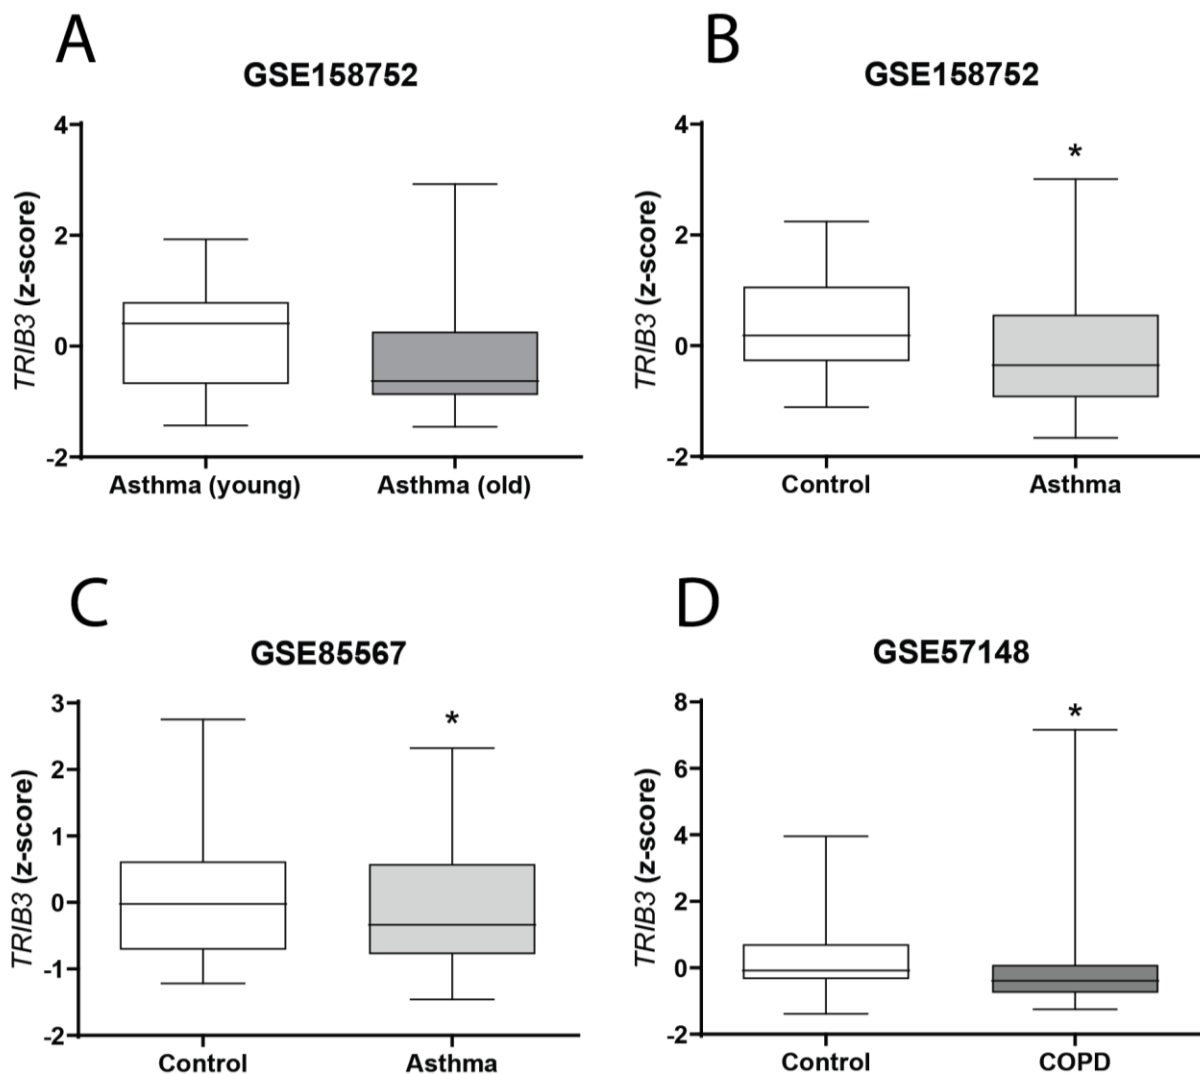 A
GSE158752
TRIB3 (z-score)
4
2
0
-2
Asthma (young) Asthma (old)
B
GSE158752
TRIB3 (z-score)
4
2
0
-2
*
Control Asthma
C
GSE85567
TRIB3 (z-score)
3
2
1
0
-1
-2
*
Control Asthma
D
GSE57148
TRIB3 (z-score)
8
6
4
2
0
-2
*
Control COPD